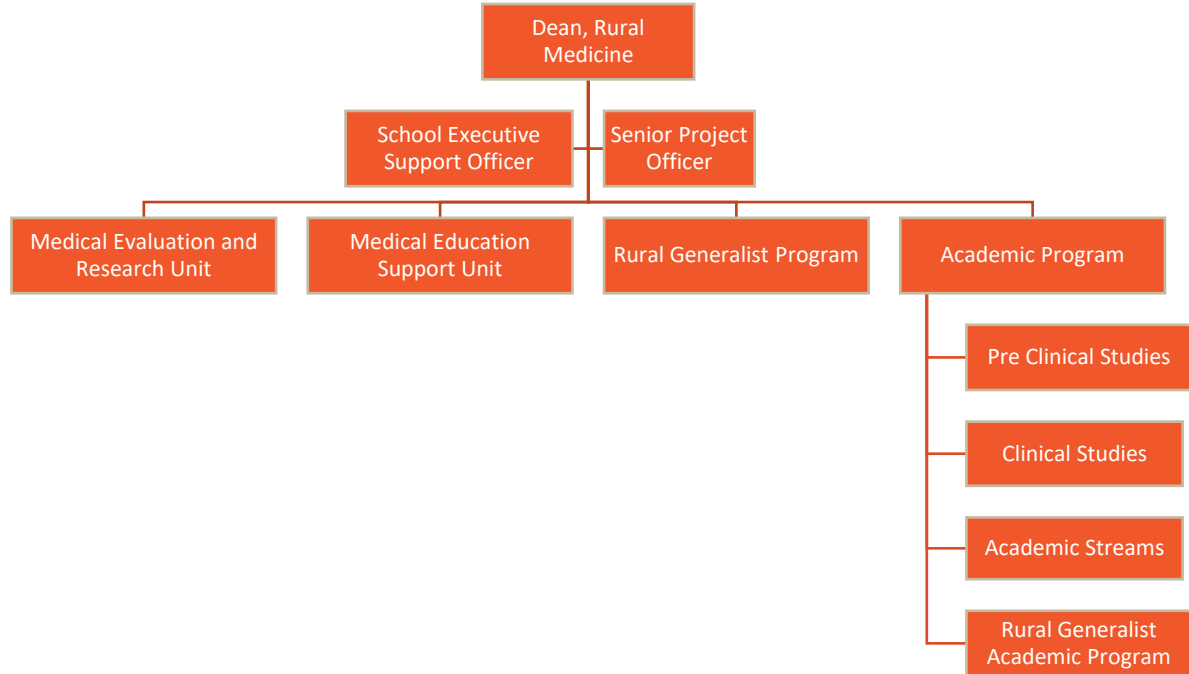 Dean, Rural
Medicine
School Executive
Support Officer
Senior Project
Officer
Medical Evaluation and
Research Unit
Medical Education
Support Unit
Rural Generalist Program
Academic Program
Pre Clinical Studies
Clinical Studies
Academic Streams
Rural Generalist
Academic Program